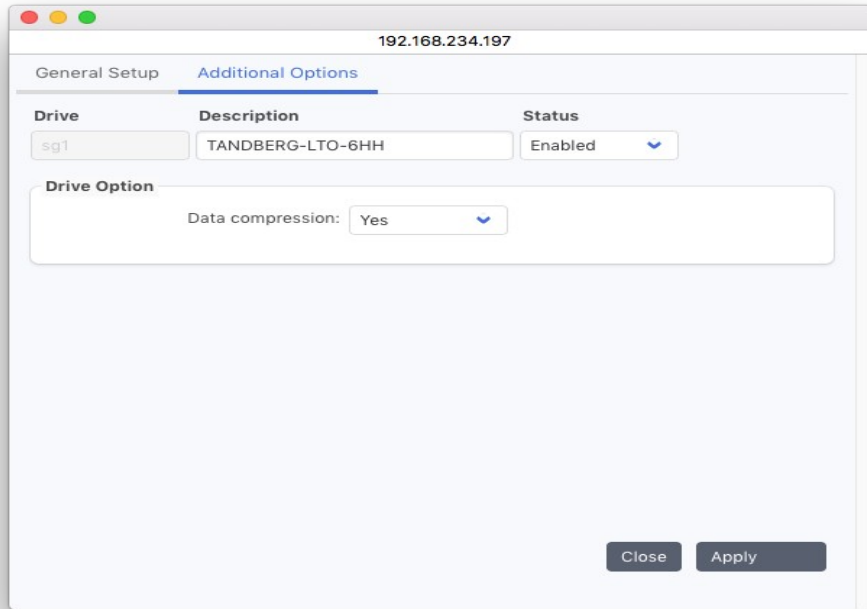 192.168.234.197
General Setup Additional Options
Drive Description Status
sg1 TANDBERG-LTO-6HH Enabled
Drive Option
Data compression: Yes
Close Apply